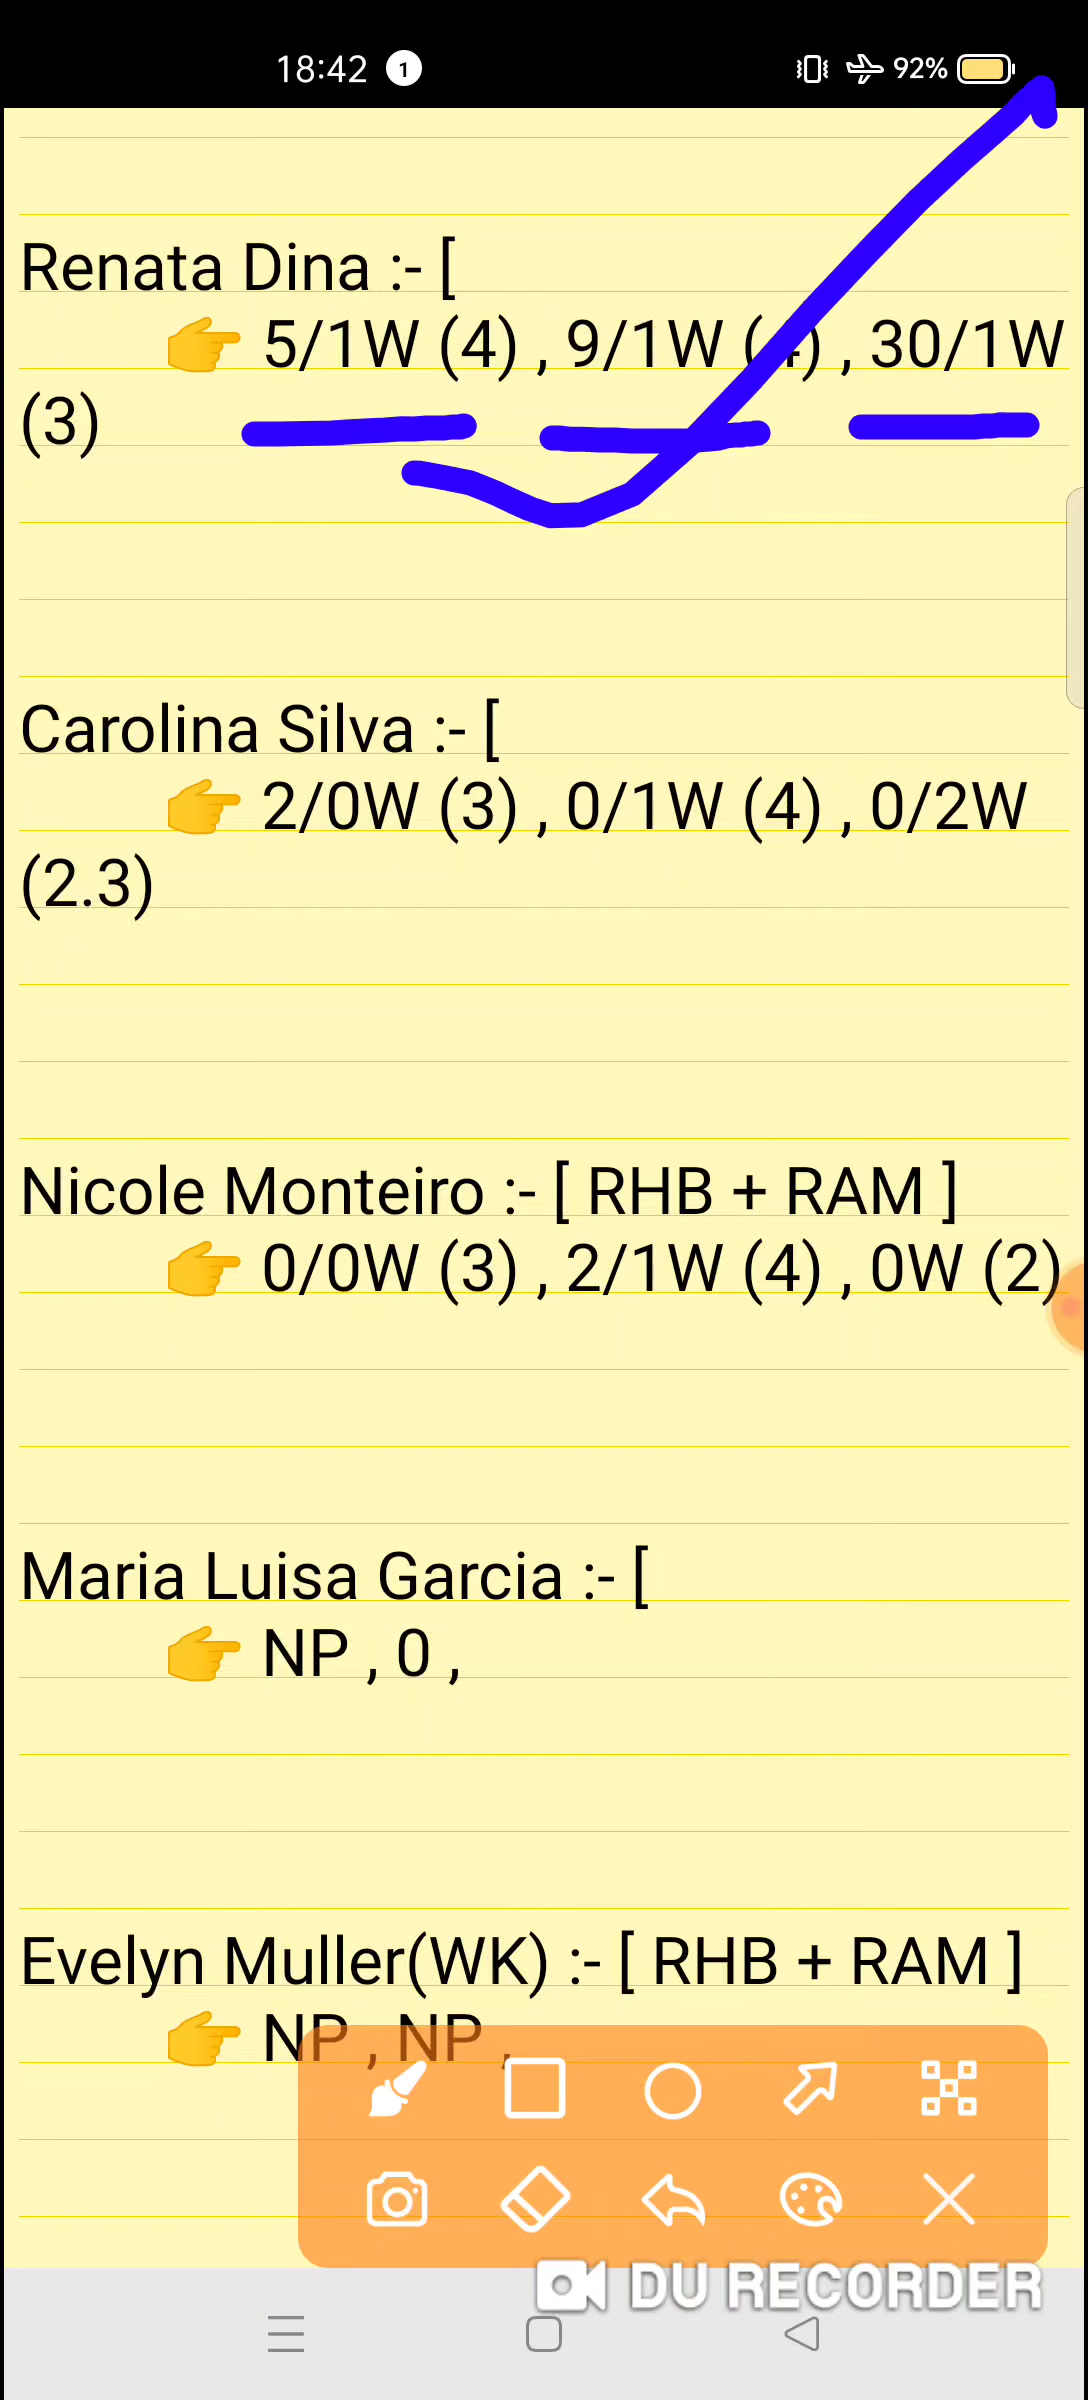 18:42 1 92%
Renata Dina :- [
👉 5/1W (4) , 9/1W (4) , 30/1W
(3)
Carolina Silva :- [
👉 2/0W (3) , 0/1W (4) , 0/2W
(2.3)
Nicole Monteiro :- [ RHB + RAM ]
👉 0/0W (3) , 2/1W (4) , 0W (2)
Maria Luisa Garcia :- [
👉 NP , 0 ,
Evelyn Muller(WK) :- [ RHB + RAM ]
👉 NP , NP ,
DU RECORDER